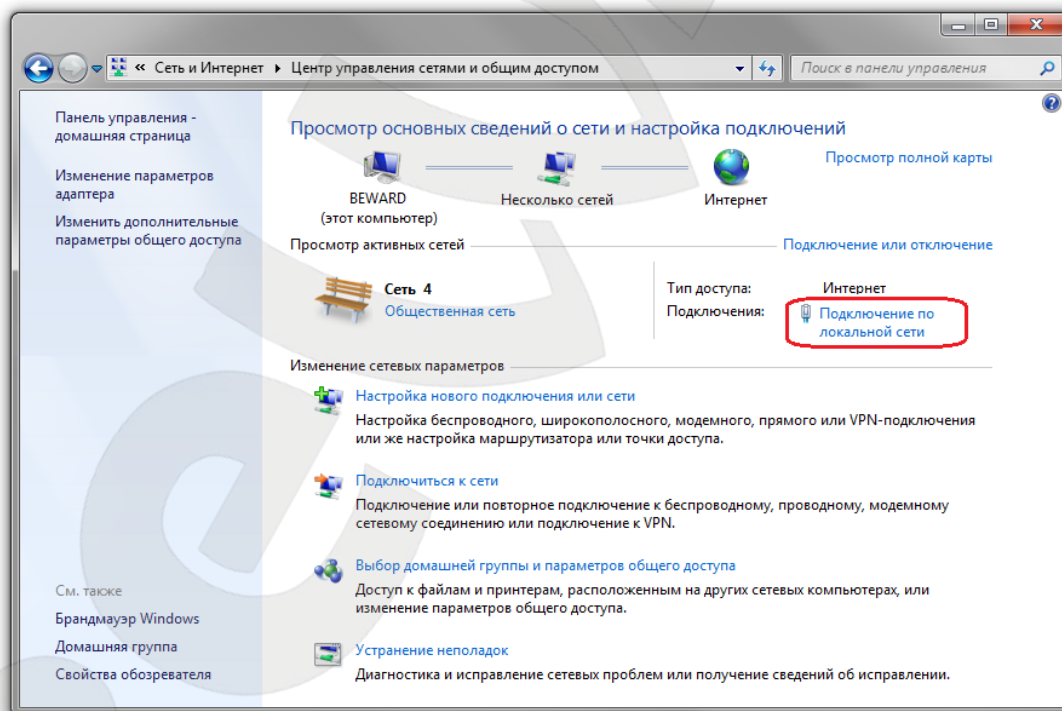 « Сеть и Интернет ▸ Центр управления сетями и общим доступом
Поиск в панели управления
Панель управления -
домашняя страница
Изменение параметров
адаптера
Изменить дополнительные
параметры общего доступа
См. также
Брандмауэр Windows
Домашняя группа
Свойства обозревателя
Просмотр основных сведений о сети и настройка подключений
Просмотр полной карты
BEWARD
(этот компьютер)
Несколько сетей
Интернет
Просмотр активных сетей
Подключение или отключение
Сеть 4
Общественная сеть
Тип доступа: Интернет
Подключения: Подключение по
локальной сети
Изменение сетевых параметров
Настройка нового подключения или сети
Настройка беспроводного, широкополосного, модемного, прямого или VPN-подключения
или же настройка маршрутизатора или точки доступа.
Подключиться к сети
Подключение или повторное подключение к беспроводному, проводному, модемному
сетевому соединению или подключение к VPN.
Выбор домашней группы и параметров общего доступа
Доступ к файлам и принтерам, расположенным на других сетевых компьютерах, или
изменение параметров общего доступа.
Устранение неполадок
Диагностика и исправление сетевых проблем или получение сведений об исправлении.